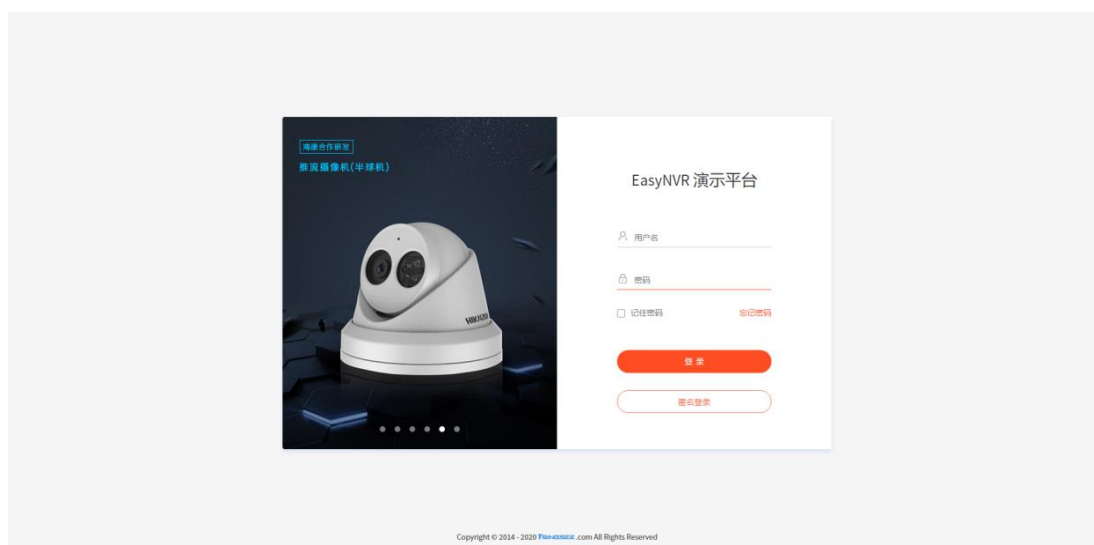 海康合作研发
推流摄像机(半球机)
EasyNVR 演示平台
用户名
密码
记住密码
忘记密码
登 录
匿名登录
Copyright © 2014 - 2020 .com All Rights Reserved